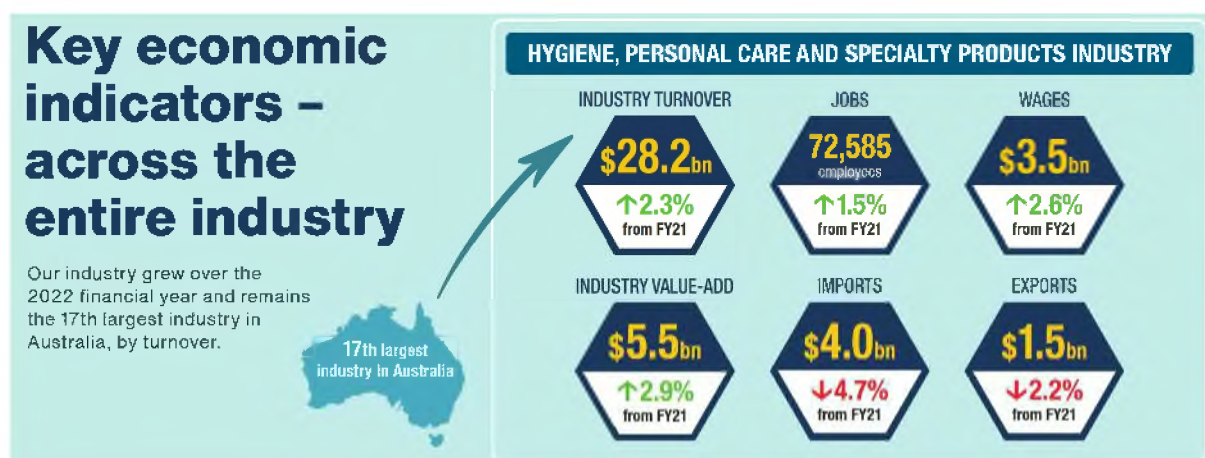 Key economic
indicators –
across the
entire industry
Our industry grew over the
2022 financial year and remains
the 17th largest industry in
Australia, by turnover.
17th largest
industry in Australia
HYGIENE, PERSONAL CARE AND SPECIALTY PRODUCTS INDUSTRY
INDUSTRY TURNOVER
$28.2bn
↑2.3%
from FY21
JOBS
72,585
employees
↑1.5%
from FY21
WAGES
$3.5bn
↑2.6%
from FY21
INDUSTRY VALUE-ADD
$5.5bn
↑2.9%
from FY21
IMPORTS
$4.0bn
↓4.7%
from FY21
EXPORTS
$1.5bn
↓2.2%
from FY21